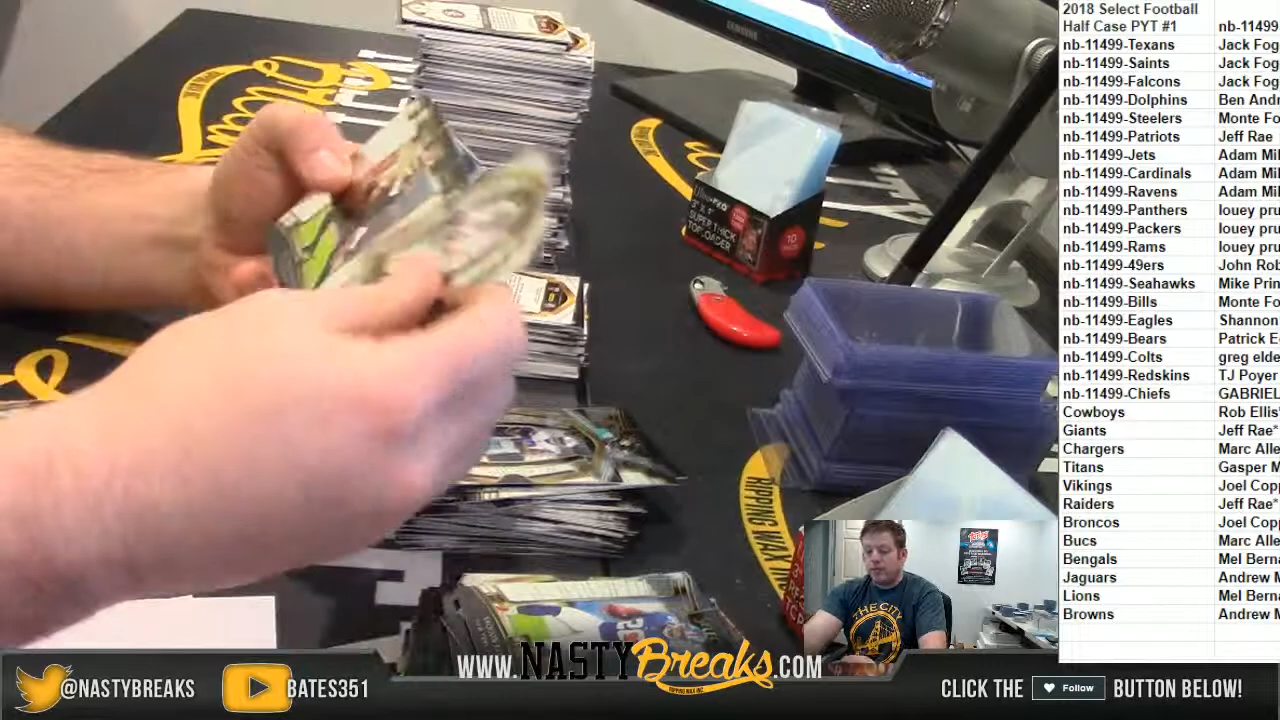 2018 Select Football
Half Case PYT #1 nb-11499
nb-11499-Texans Jack Fog
nb-11499-Saints Jack Fog
nb-11499-Falcons Jack Fog
nb-11499-Dolphins Ben And
nb-11499-Steelers Monte Fo
nb-11499-Patriots Jeff Rae
nb-11499-Jets Adam Mil
nb-11499-Cardinals Adam Mil
nb-11499-Ravens Adam Mil
nb-11499-Panthers louey pru
nb-11499-Packers louey pru
nb-11499-Rams louey pru
nb-11499-49ers John Rob
nb-11499-Seahawks Mike Prin
nb-11499-Bills Monte Fo
nb-11499-Eagles Shannon
nb-11499-Bears Patrick E
nb-11499-Colts greg elde
nb-11499-Redskins TJ Poyer
nb-11499-Chiefs GABRIEL
Cowboys Rob Ellis
Giants Jeff Rae*
Chargers Marc Alle
Titans Gasper M
Vikings Joel Cop
Raiders Jeff Rae*
Broncos Joel Cop
Bucs Marc Alle
Bengals Mel Berna
Jaguars Andrew M
Lions Mel Berna
Browns Andrew M
SAMSUNG
Ultra PRO
3" X 4"
SUPER THICK
TOPLOADER
10
RIPPING WAX INC
THE CITY
@NASTYBREAKS
BATES351
WWW.NASTYBreaks.COM
RIPPING WAX INC
CLICK THE Follow BUTTON BELOW!